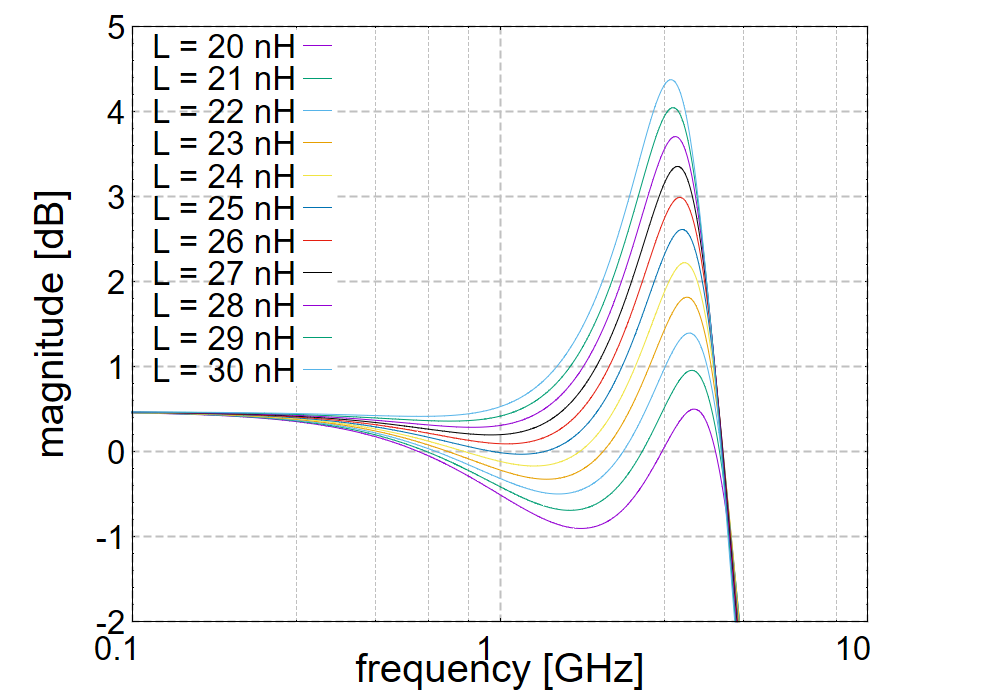 5
4
3
2
1
0
-1
-2
magnitude [dB]
L = 20 nH
L = 21 nH
L = 22 nH
L = 23 nH
L = 24 nH
L = 25 nH
L = 26 nH
L = 27 nH
L = 28 nH
L = 29 nH
L = 30 nH
0.1 1 10
frequency [GHz]